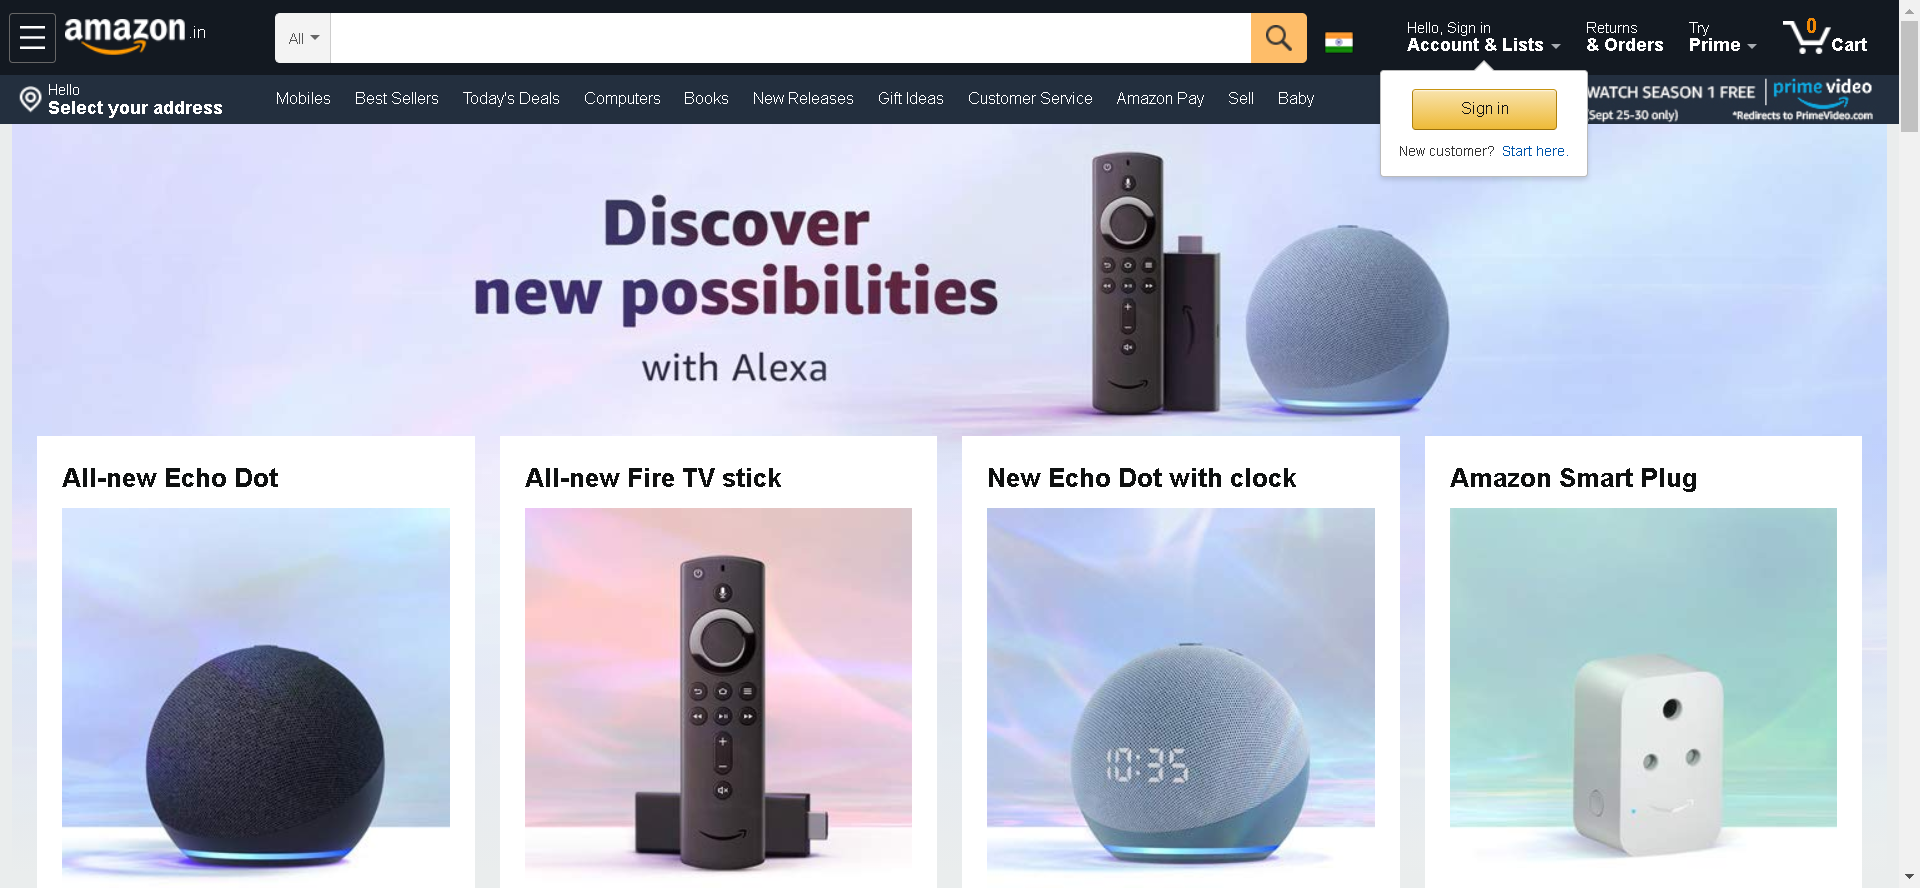 amazon.in
All
Hello, Sign in
Account & Lists
Returns
& Orders
Try
Prime
0
Cart
Hello
Select your address
Mobiles
Best Sellers
Today's Deals
Computers
Books
New Releases
Gift Ideas
Customer Service
Amazon Pay
Sell
Baby
WATCH SEASON 1 FREE
(Sept 25-30 only)
prime video
*Redirects to PrimeVideo.com
Sign in
New customer? Start here.
Discover
new possibilities
with Alexa
All-new Echo Dot
All-new Fire TV stick
New Echo Dot with clock
Amazon Smart Plug
10:35